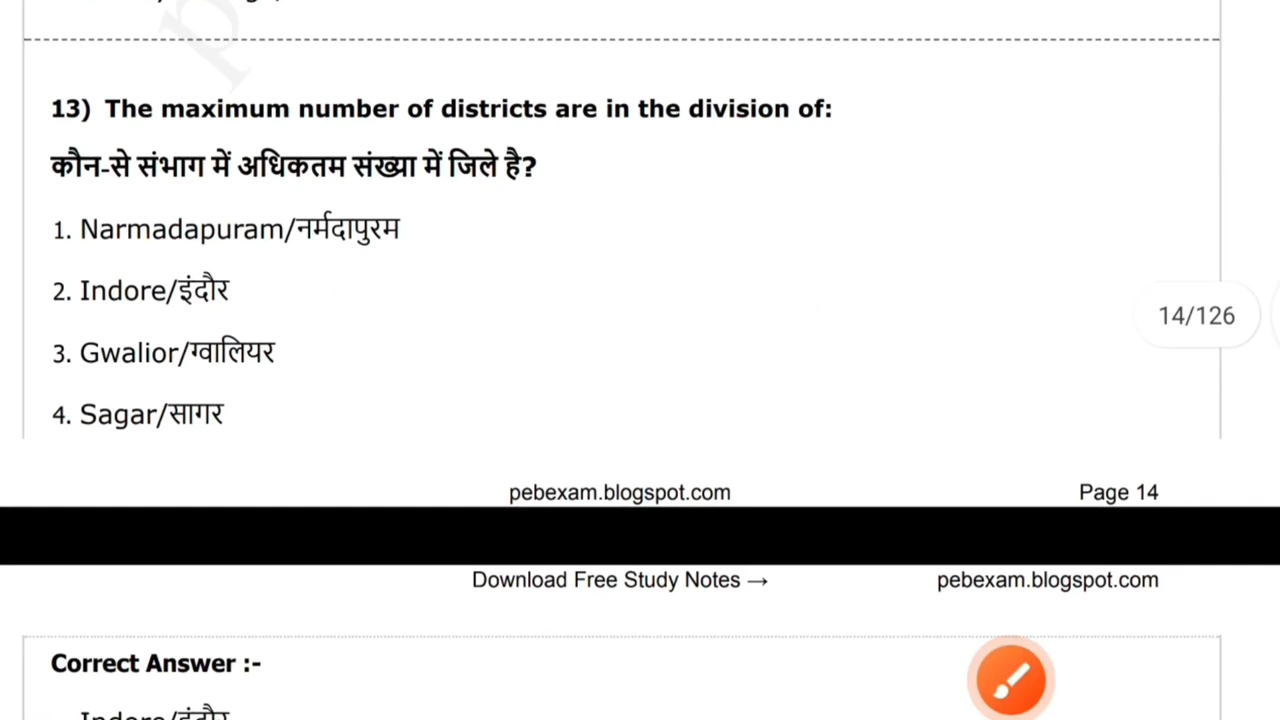 13) The maximum number of districts are in the division of:
कौन-से संभाग में अधिकतम संख्या में जिले है?
1. Narmadapuram/नर्मदापुरम
2. Indore/इंदौर
3. Gwalior/ग्वालियर
14/126
4. Sagar/सागर
pebexam.blogspot.com Page 14
Download Free Study Notes → pebexam.blogspot.com
Correct Answer :-
Indore/इंदौर